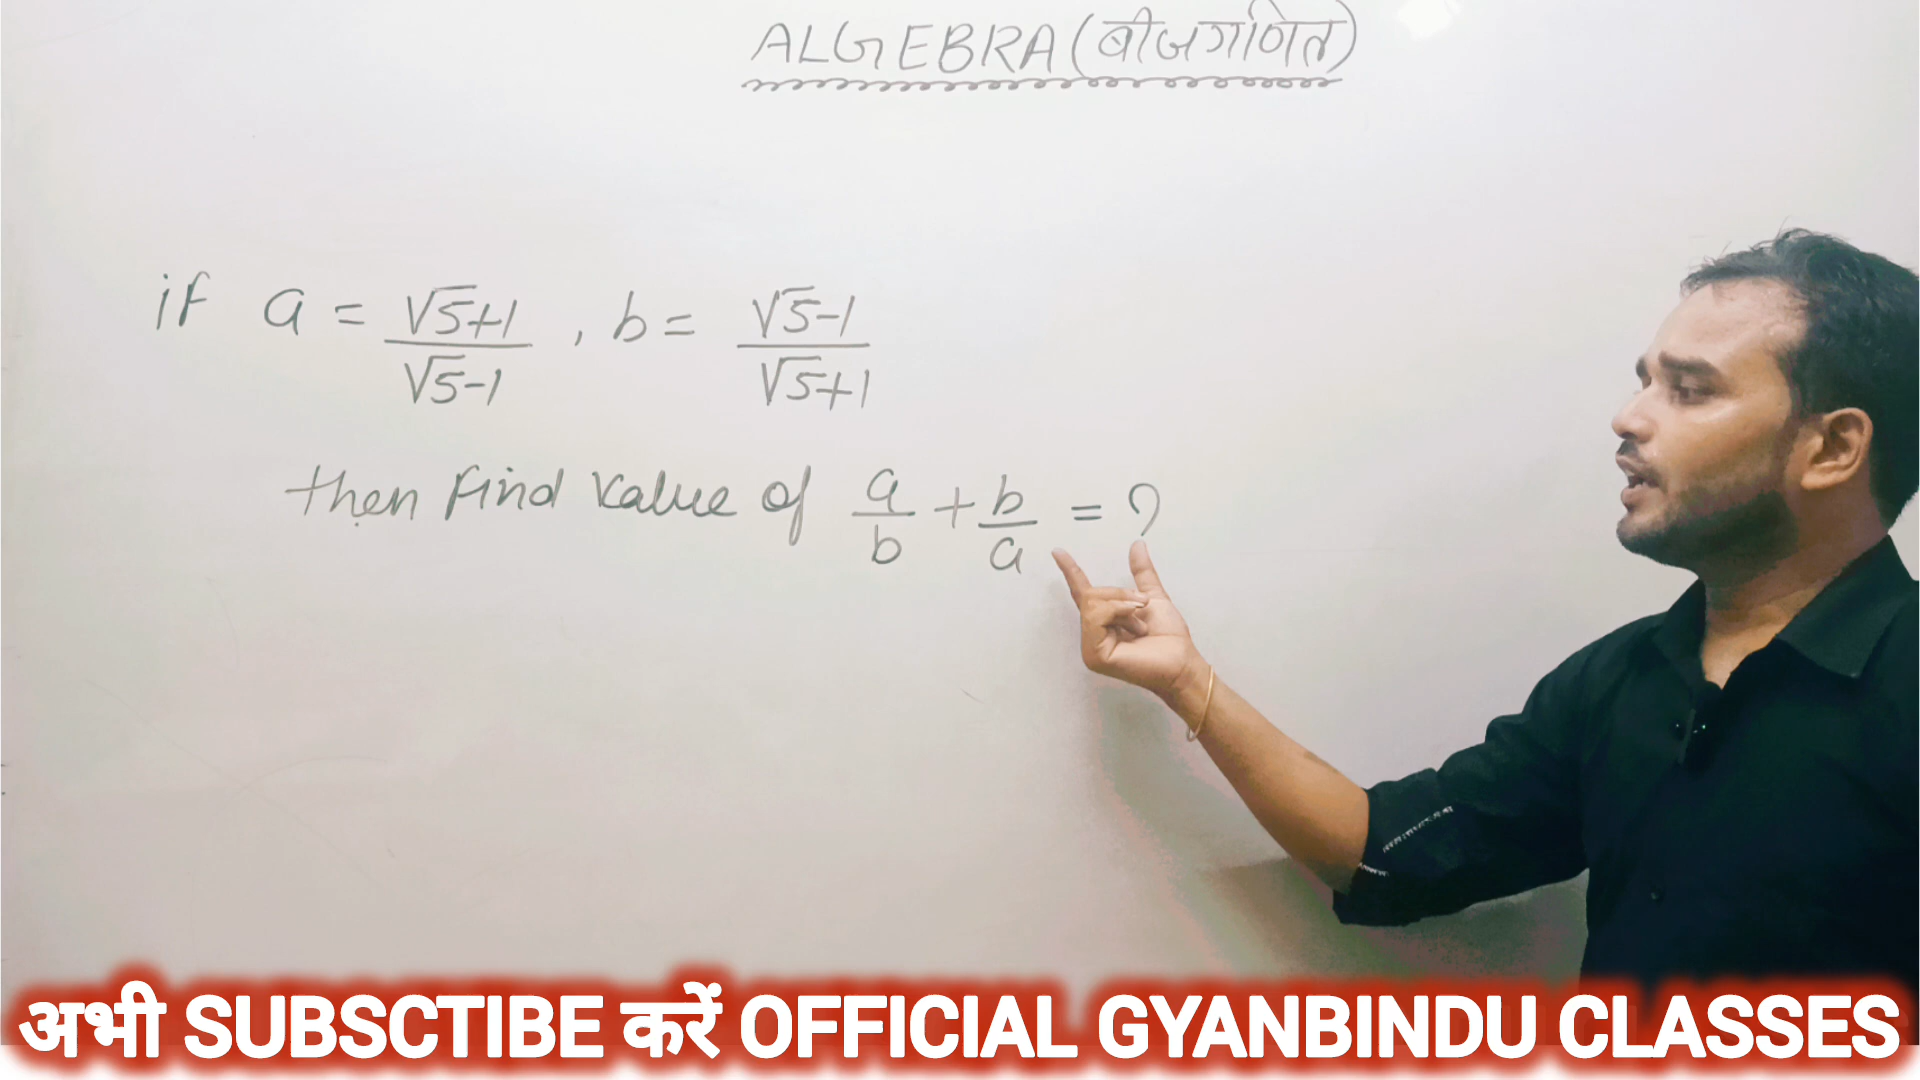 ALGEBRA (बीजगणित)
if a = √5+1 / √5-1 , b = √5-1 / √5+1
then find value of a/b + b/a = ?
अभी SUBSCTIBE करें OFFICIAL GYANBINDU CLASSES